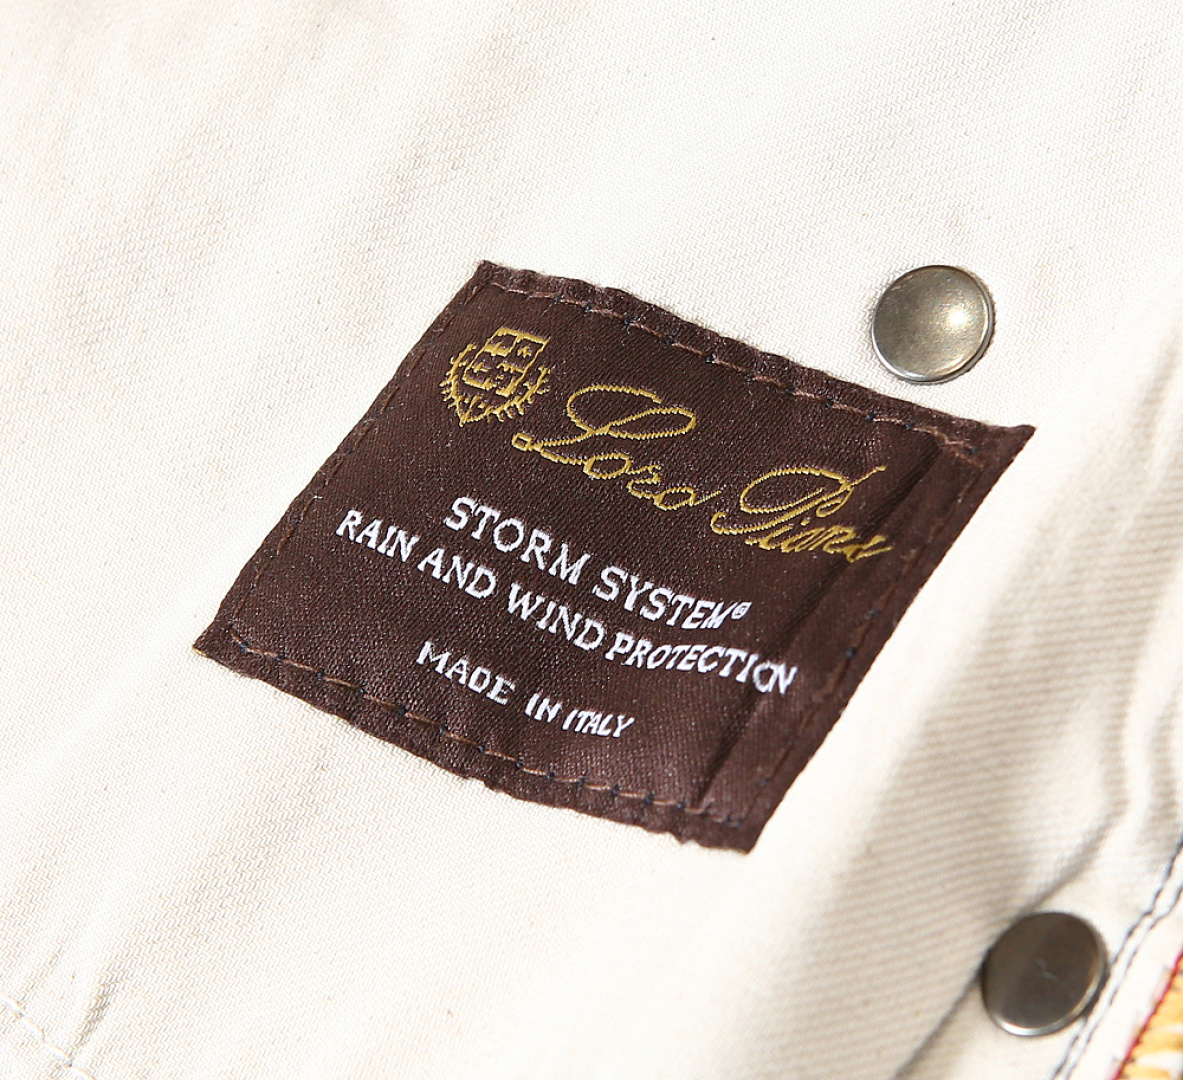 Loro Piana
STORM SYSTEM®
RAIN AND WIND PROTECTION
MADE IN ITALY